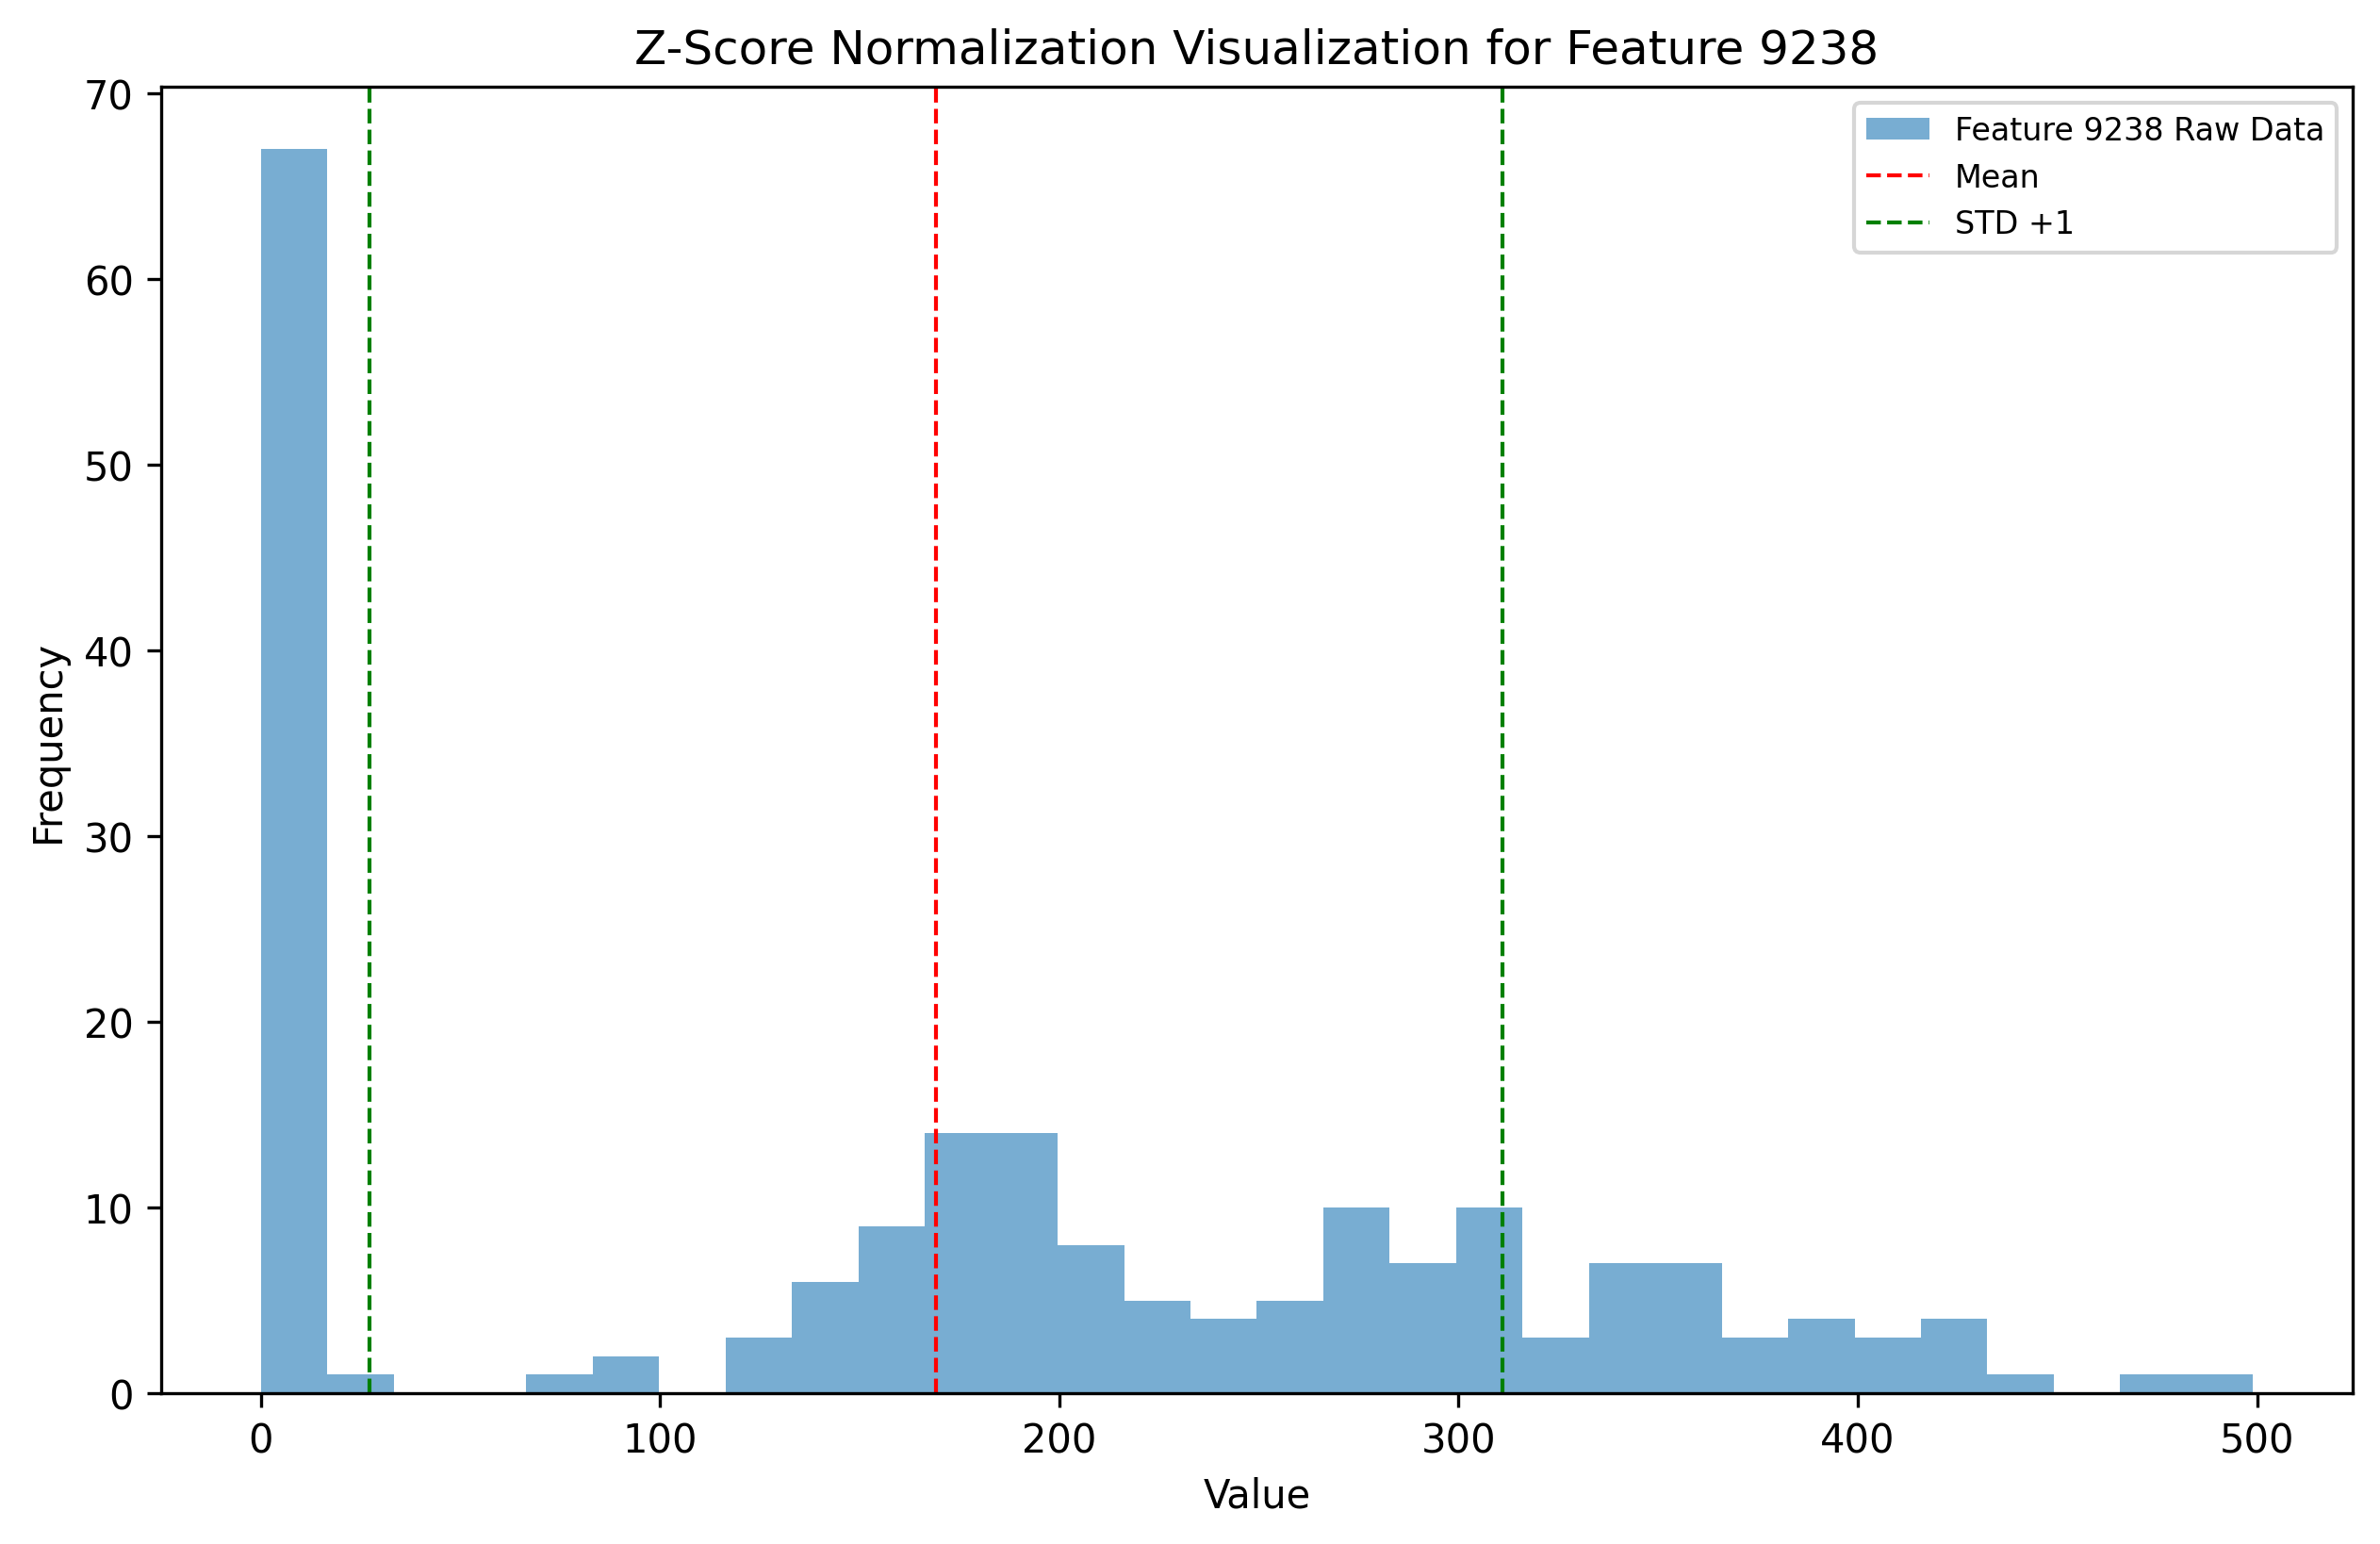 Z-Score Normalization Visualization for Feature 9238
Feature 9238 Raw Data
Mean
STD +1
70
60
50
40
30
20
10
0
Frequency
0 100 200 300 400 500
Value